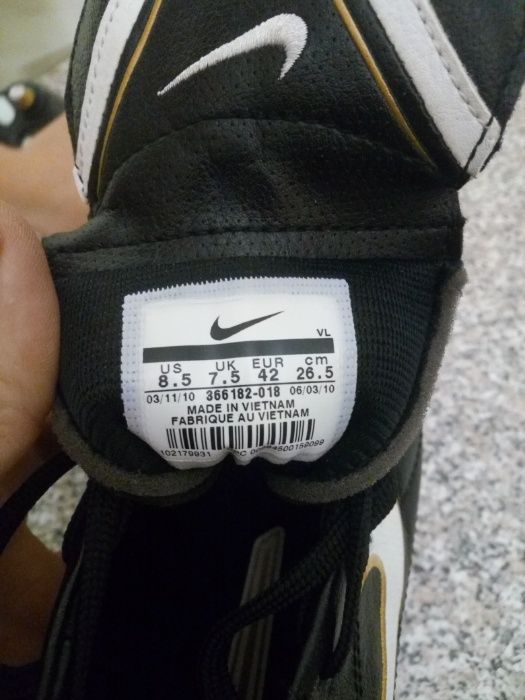 VL
US UK EUR cm
8.5 7.5 42 26.5
03/11/10 366182-018 06/03/10
MADE IN VIETNAM
FABRIQUE AU VIETNAM
102179931